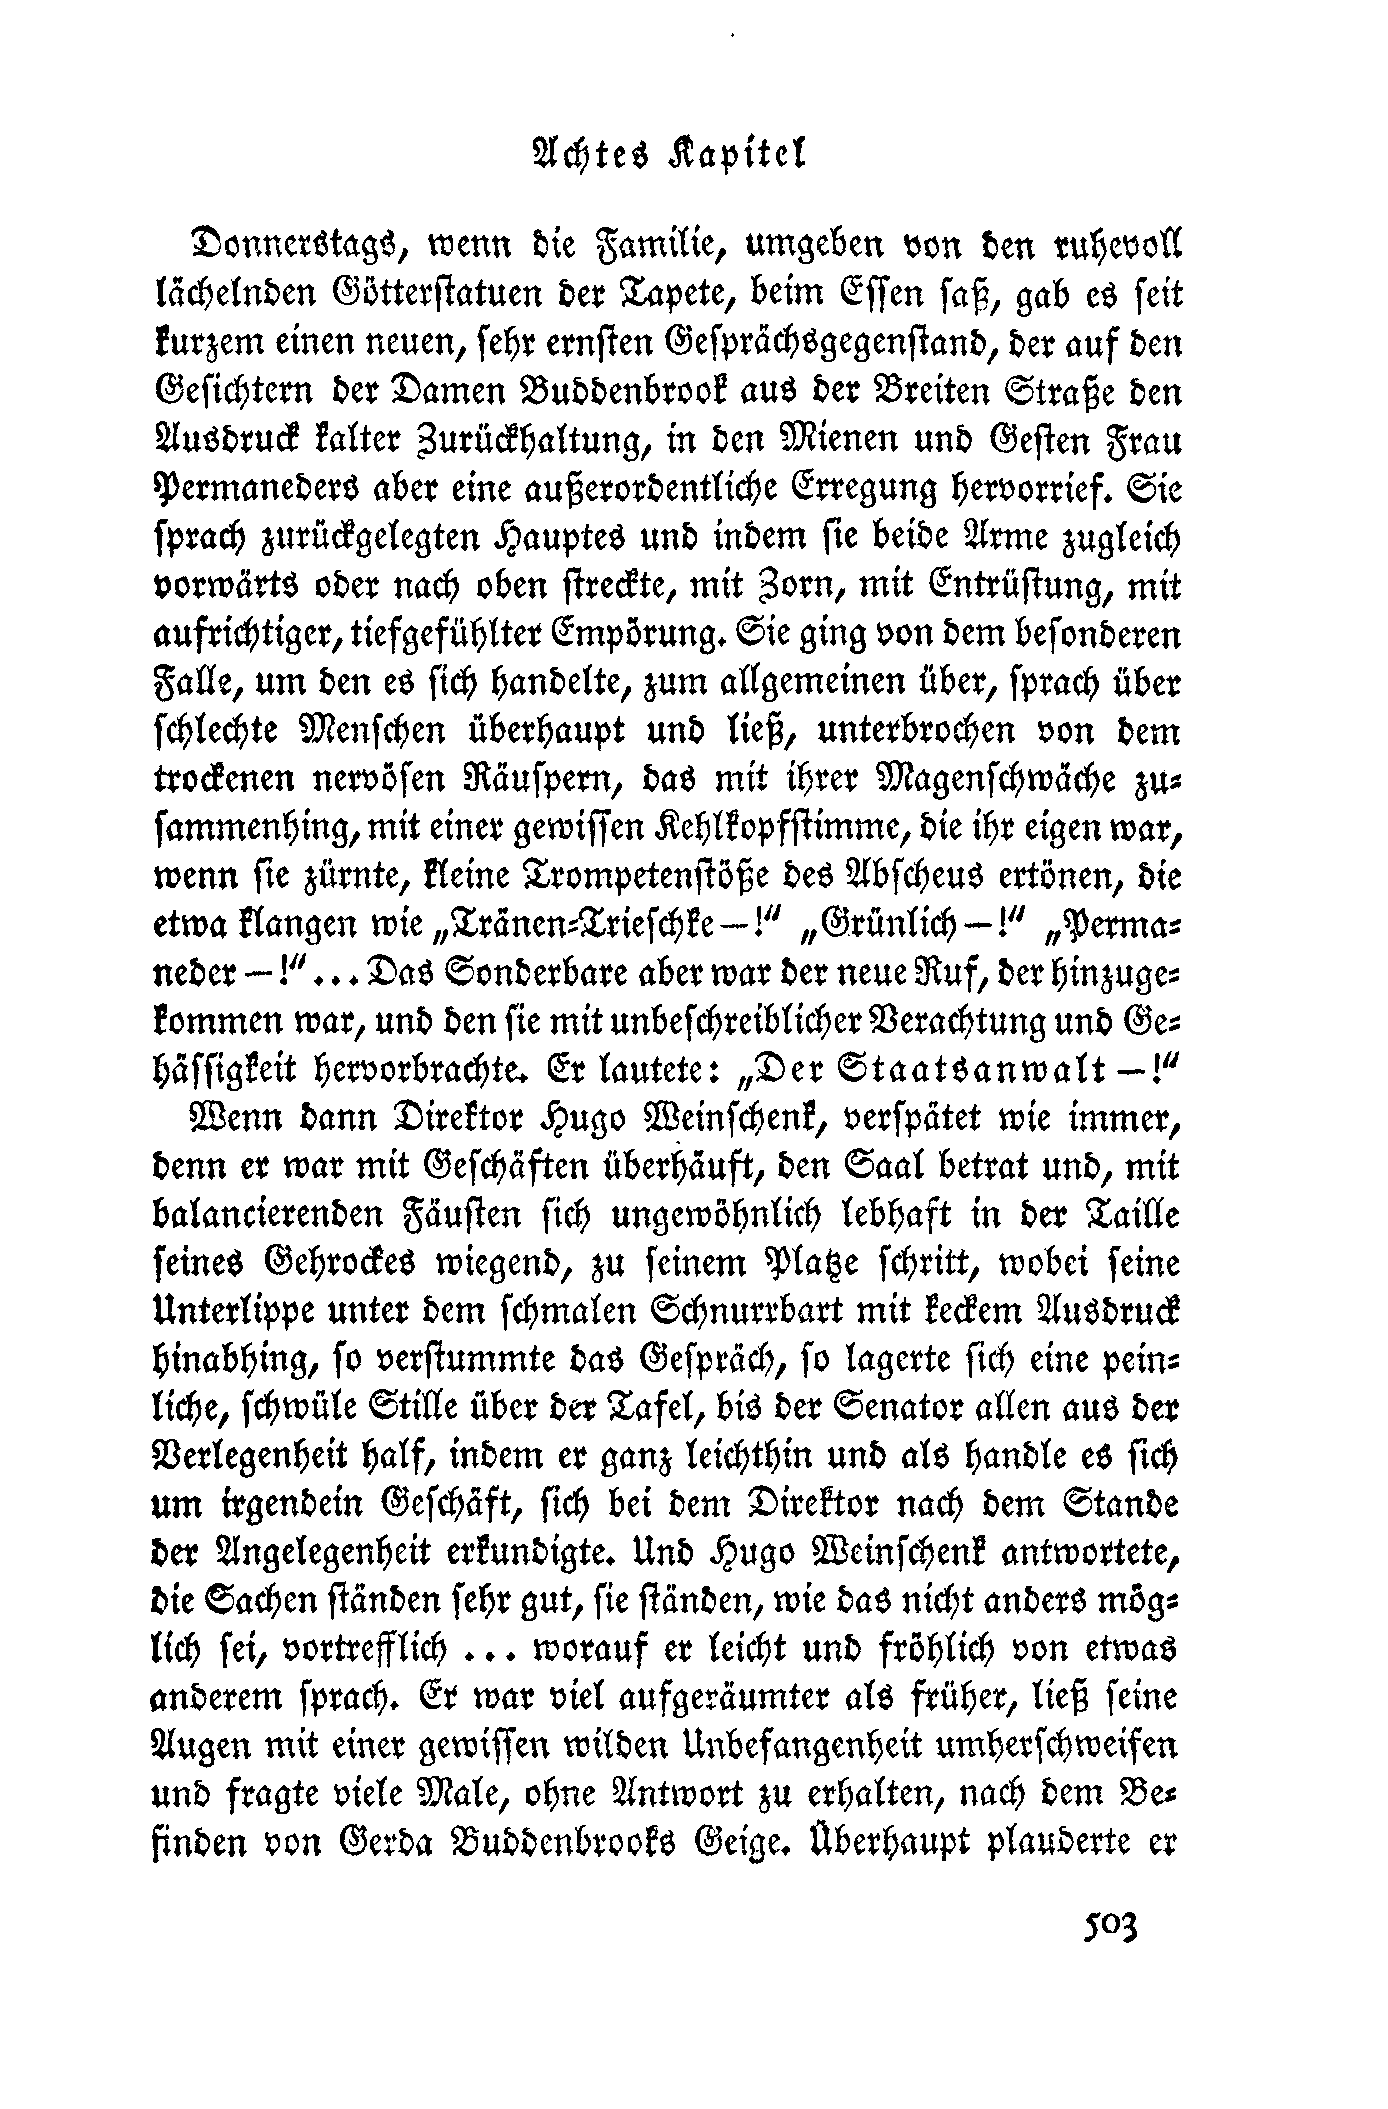 Achtes Kapitel
Donnerstags, wenn die Familie, umgeben von den ruhevoll
lächelnden Götterstatuen der Tapete, beim Essen saß, gab es seit
kurzem einen neuen, sehr ernsten Gesprächsgegenstand, der auf den
Gesichtern der Damen Buddenbrook aus der Breiten Straße den
Ausdruck kalter Zurückhaltung, in den Mienen und Gesten Frau
Permaneders aber eine außerordentliche Erregung hervorrief. Sie
sprach zurückgelegten Hauptes und indem sie beide Arme zugleich
vorwärts oder nach oben streckte, mit Zorn, mit Entrüstung, mit
aufrichtiger, tiefgefühlter Empörung. Sie ging von dem besonderen
Falle, um den es sich handelte, zum allgemeinen über, sprach über
schlechte Menschen überhaupt und ließ, unterbrochen von dem
trockenen nervösen Räuspern, das mit ihrer Magenschwäche zu-
sammenhing, mit einer gewissen Kehlkopfstimme, die ihr eigen war,
wenn sie zürnte, kleine Trompetenstöße des Abscheus ertönen, die
etwa klangen wie „Tränen-Trieschke —!“ „Grünlich —!“ „Perma-
neder —!“... Das Sonderbare aber war der neue Ruf, der hinzuge-
kommen war, und den sie mit unbeschreiblicher Verachtung und Ge-
hässigkeit hervorbrachte. Er lautete: „Der Staatsanwalt —!“
Wenn dann Direktor Hugo Weinschenk, verspätet wie immer,
denn er war mit Geschäften überhäuft, den Saal betrat und, mit
balancierenden Fäusten sich ungewöhnlich lebhaft in der Taille
seines Gehrockes wiegend, zu seinem Platze schritt, wobei seine
Unterlippe unter dem schmalen Schnurrbart mit keckem Ausdruck
hinabhing, so verstummte das Gespräch, so lagerte sich eine pein-
liche, schwüle Stille über der Tafel, bis der Senator allen aus der
Verlegenheit half, indem er ganz leichthin und als handle es sich
um irgendein Geschäft, sich bei dem Direktor nach dem Stande
der Angelegenheit erkundigte. Und Hugo Weinschenk antwortete,
die Sachen ständen sehr gut, sie ständen, wie das nicht anders mög-
lich sei, vortrefflich ... worauf er leicht und fröhlich von etwas
anderem sprach. Er war viel aufgeräumter als früher, ließ seine
Augen mit einer gewissen wilden Unbefangenheit umherschweifen
und fragte viele Male, ohne Antwort zu erhalten, nach dem Be-
finden von Gerda Buddenbrooks Geige. Überhaupt plauderte er
503